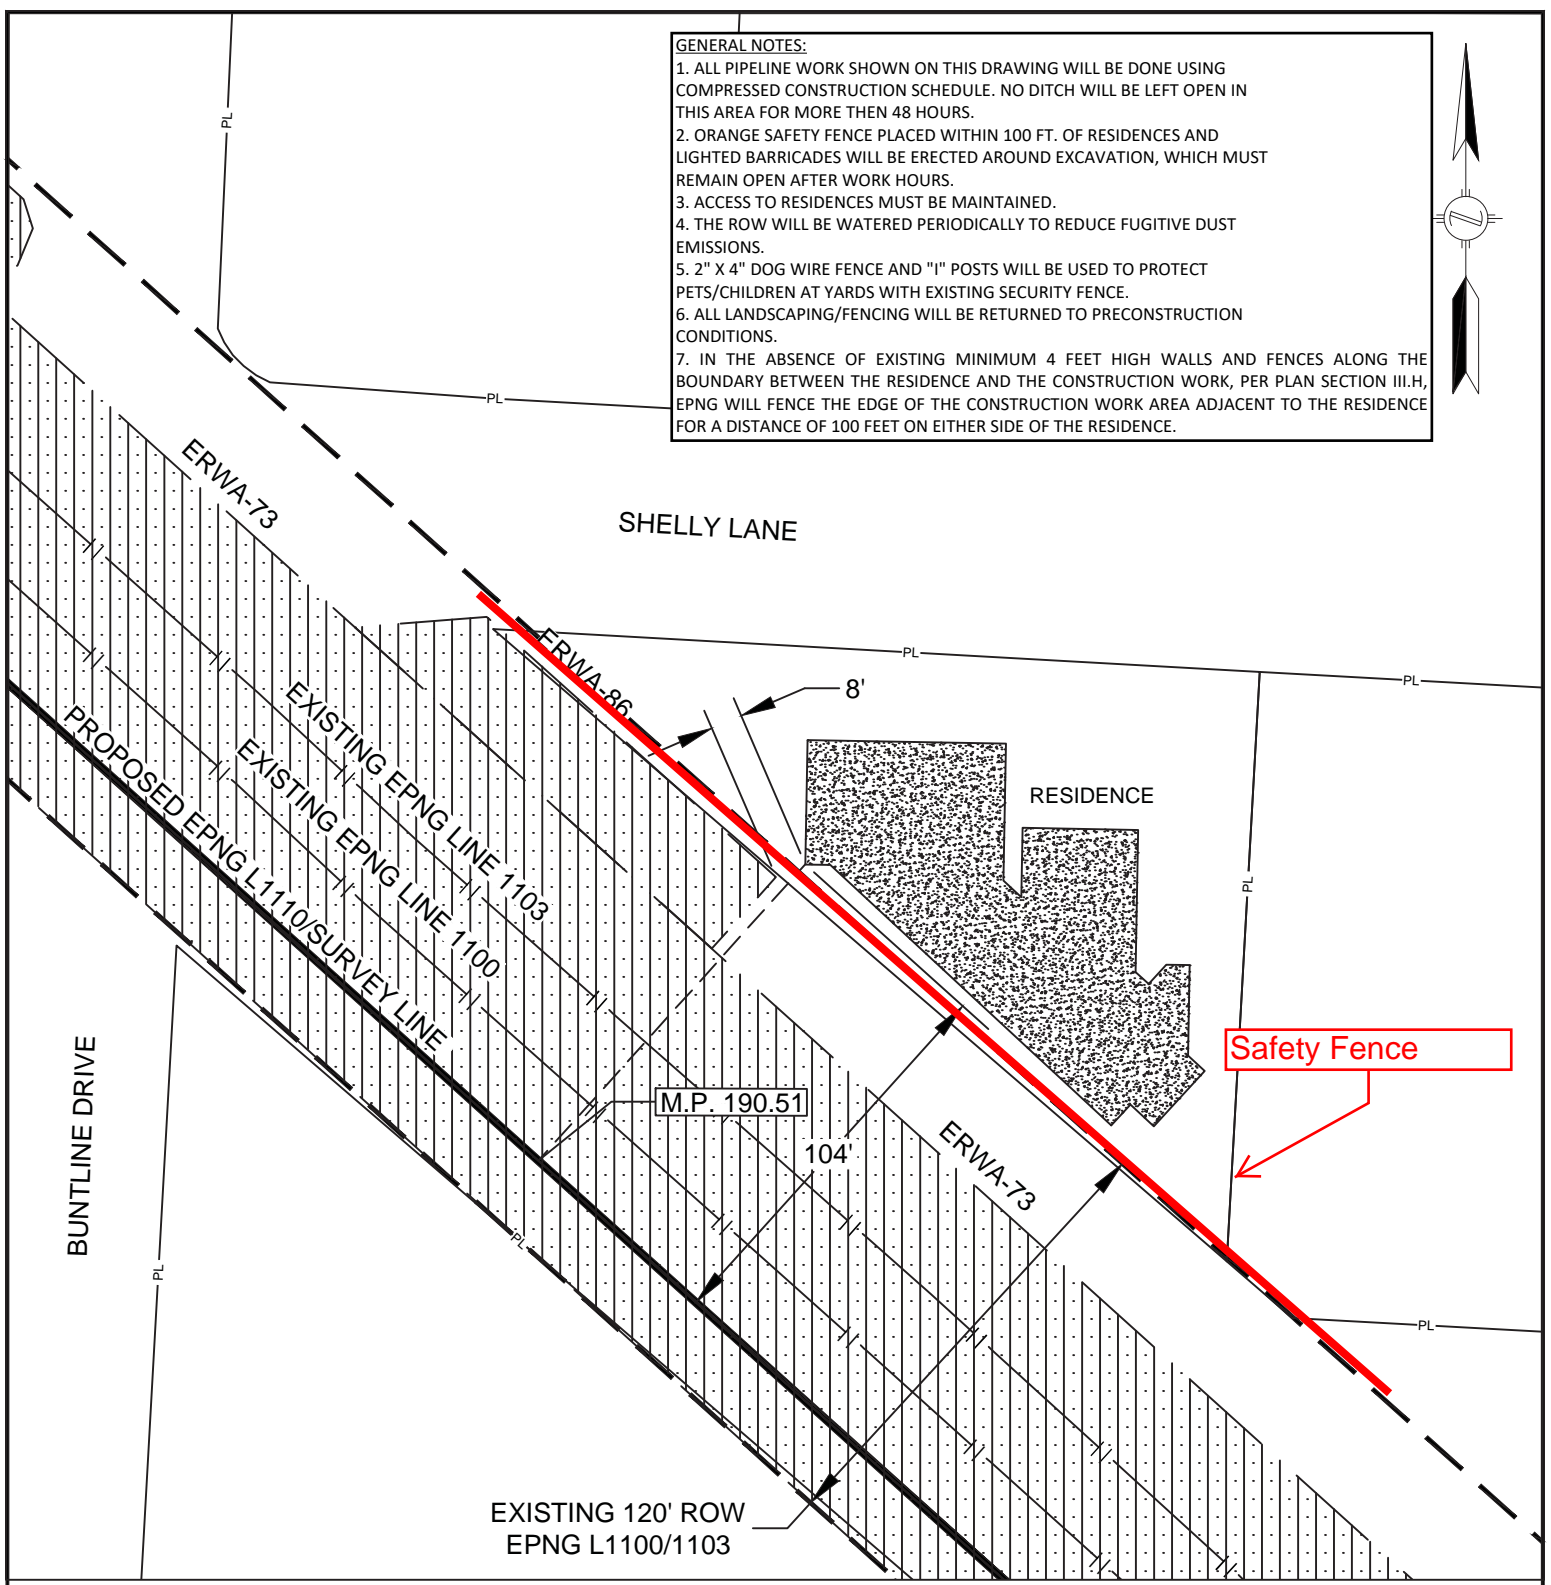 GENERAL NOTES:
1. ALL PIPELINE WORK SHOWN ON THIS DRAWING WILL BE DONE USING
COMPRESSED CONSTRUCTION SCHEDULE. NO DITCH WILL BE LEFT OPEN IN
THIS AREA FOR MORE THEN 48 HOURS.
2. ORANGE SAFETY FENCE PLACED WITHIN 100 FT. OF RESIDENCES AND
LIGHTED BARRICADES WILL BE ERECTED AROUND EXCAVATION, WHICH MUST
REMAIN OPEN AFTER WORK HOURS.
3. ACCESS TO RESIDENCES MUST BE MAINTAINED.
4. THE ROW WILL BE WATERED PERIODICALLY TO REDUCE FUGITIVE DUST
EMISSIONS.
5. 2" X 4" DOG WIRE FENCE AND "I" POSTS WILL BE USED TO PROTECT
PETS/CHILDREN AT YARDS WITH EXISTING SECURITY FENCE.
6. ALL LANDSCAPING/FENCING WILL BE RETURNED TO PRECONSTRUCTION
CONDITIONS.
7. IN THE ABSENCE OF EXISTING MINIMUM 4 FEET HIGH WALLS AND FENCES ALONG THE
BOUNDARY BETWEEN THE RESIDENCE AND THE CONSTRUCTION WORK, PER PLAN SECTION III.H,
EPNG WILL FENCE THE EDGE OF THE CONSTRUCTION WORK AREA ADJACENT TO THE RESIDENCE
FOR A DISTANCE OF 100 FEET ON EITHER SIDE OF THE RESIDENCE.
PL
Z
PL
ERWA-73
SHELLY LANE
ERWA-86
PL
PL
8'
EXISTING EPNG LINE 1103
EXISTING EPNG LINE 1100
PROPOSED EPNG L1110/SURVEY LINE
RESIDENCE
PL
Safety Fence
M.P. 190.51
104'
ERWA-73
BUNTLINE DRIVE
PL
PL
PL
EXISTING 120' ROW
EPNG L1100/1103